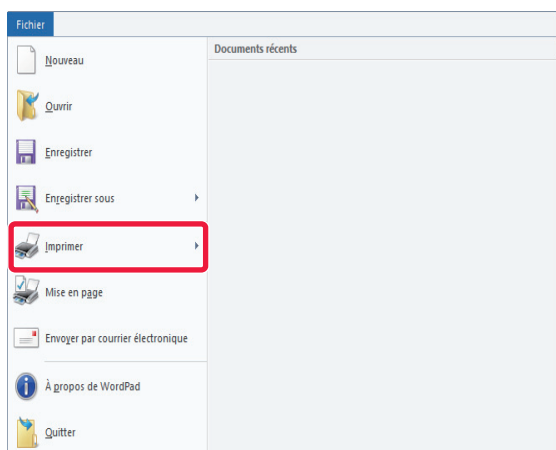 Fichier
Documents récents
Nouveau
Ouvrir
Enregistrer
Enregistrer sous
Imprimer
Mise en page
Envoyer par courrier électronique
À propos de WordPad
Quitter